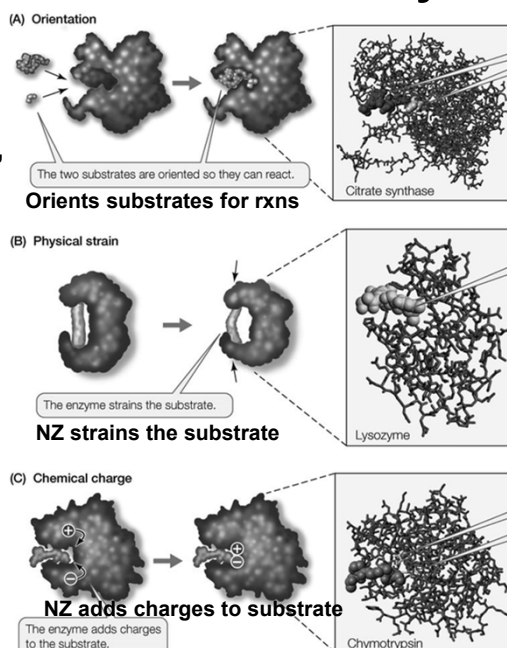 (A) Orientation
The two substrates are oriented so they can react.
Citrate synthase
Orients substrates for rxns
(B) Physical strain
The enzyme strains the substrate.
NZ strains the substrate
Lysozyme
(C) Chemical charge
+
−
+
−
NZ adds charges to substrate
The enzyme adds charges
to the substrate.
Chymotrypsin